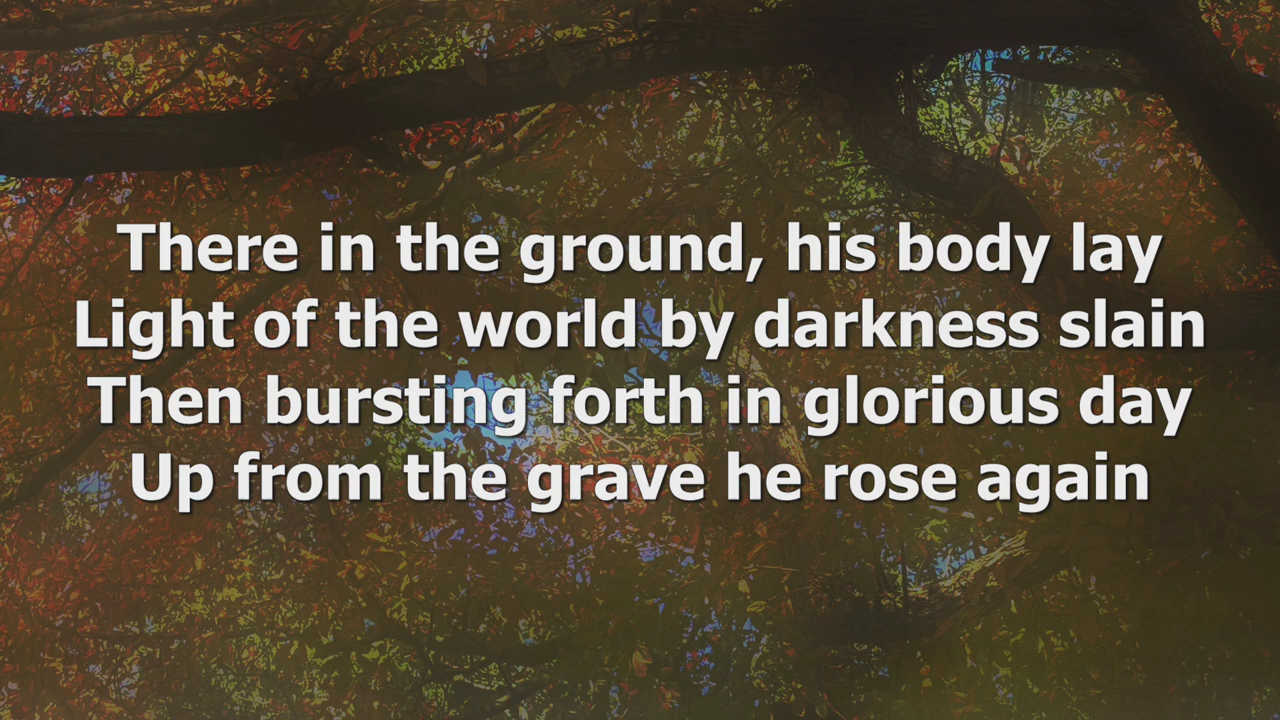 There in the ground, his body lay
Light of the world by darkness slain
Then bursting forth in glorious day
Up from the grave he rose again